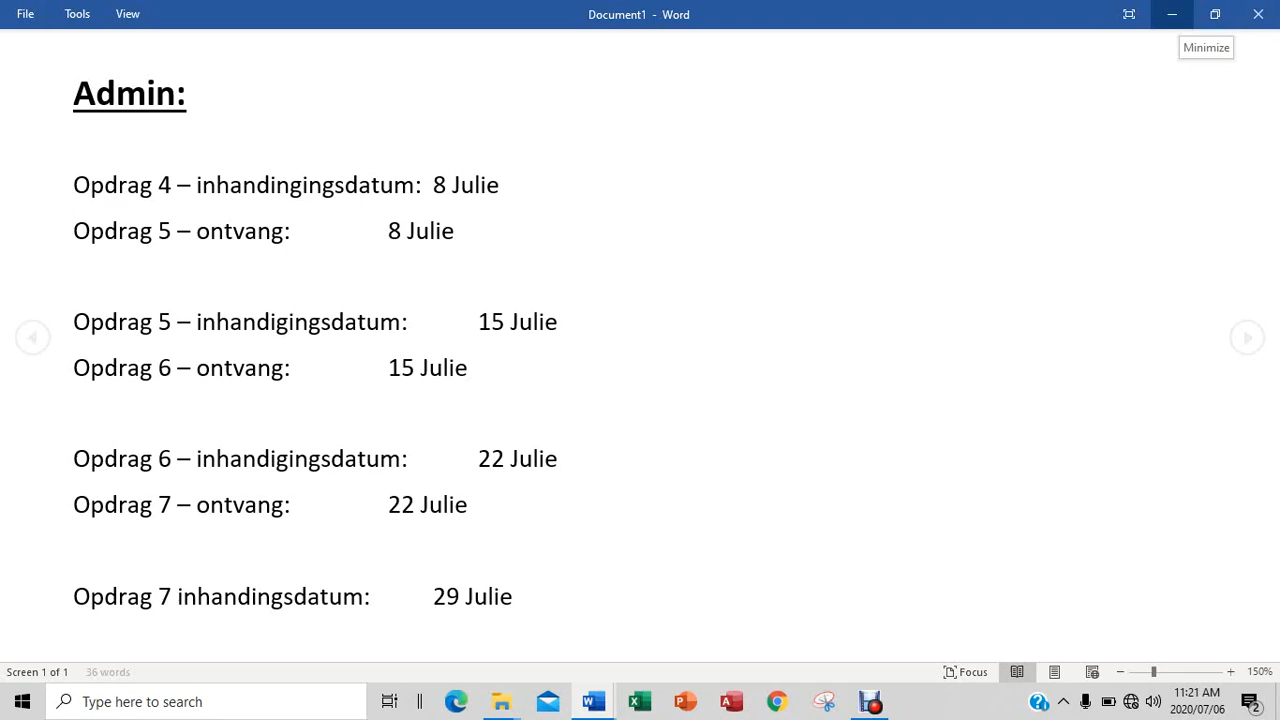 File Tools View Document1 - Word
Minimize
Admin:
Opdrag 4 – inhandingingsdatum: 8 Julie
Opdrag 5 – ontvang: 8 Julie
Opdrag 5 – inhandigingsdatum: 15 Julie
Opdrag 6 – ontvang: 15 Julie
Opdrag 6 – inhandigingsdatum: 22 Julie
Opdrag 7 – ontvang: 22 Julie
Opdrag 7 inhandingsdatum: 29 Julie
Screen 1 of 1 36 words Focus 150%
Type here to search 11:21 AM
2020/07/06 2